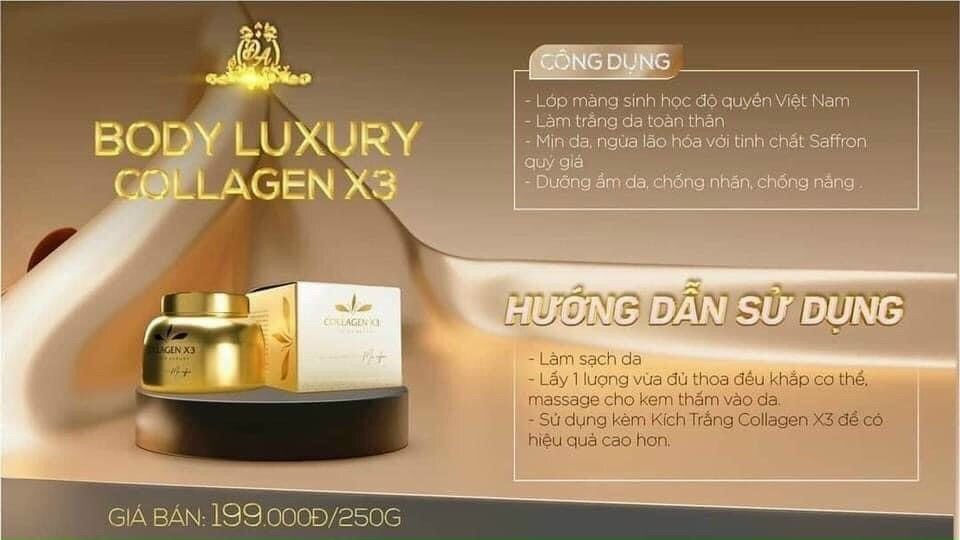 ĐA
BODY LUXURY
COLLAGEN X3
CÔNG DỤNG
- Lớp màng sinh học độ quyền Việt Nam
- Làm trắng da toàn thân
- Mịn da, ngừa lão hóa với tinh chất Saffron
quý giá
- Dưỡng ẩm da, chống nhăn, chống nắng .
COLLAGEN X3
COLLAGEN X3
HƯỚNG DẪN SỬ DỤNG
- Làm sạch da
- Lấy 1 lượng vừa đủ thoa đều khắp cơ thể,
massage cho kem thấm vào da.
- Sử dụng kèm Kích Trắng Collagen X3 để có
hiệu quả cao hơn.
GIÁ BÁN: 199.000Đ/250G